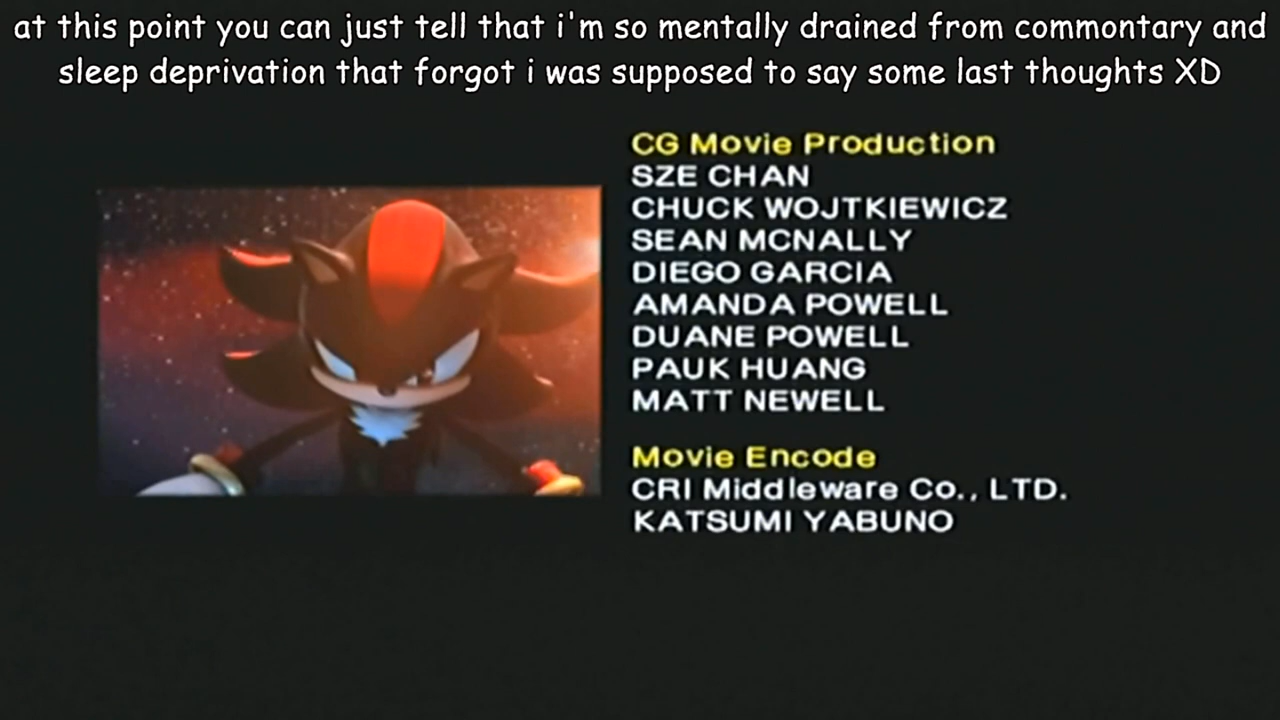 at this point you can just tell that i'm so mentally drained from commontary and
sleep deprivation that forgot i was supposed to say some last thoughts XD
CG Movie Production
SZE CHAN
CHUCK WOJTKIEWICZ
SEAN MCNALLY
DIEGO GARCIA
AMANDA POWELL
DUANE POWELL
PAUK HUANG
MATT NEWELL
Movie Encode
CRI Middleware Co., LTD.
KATSUMI YABUNO